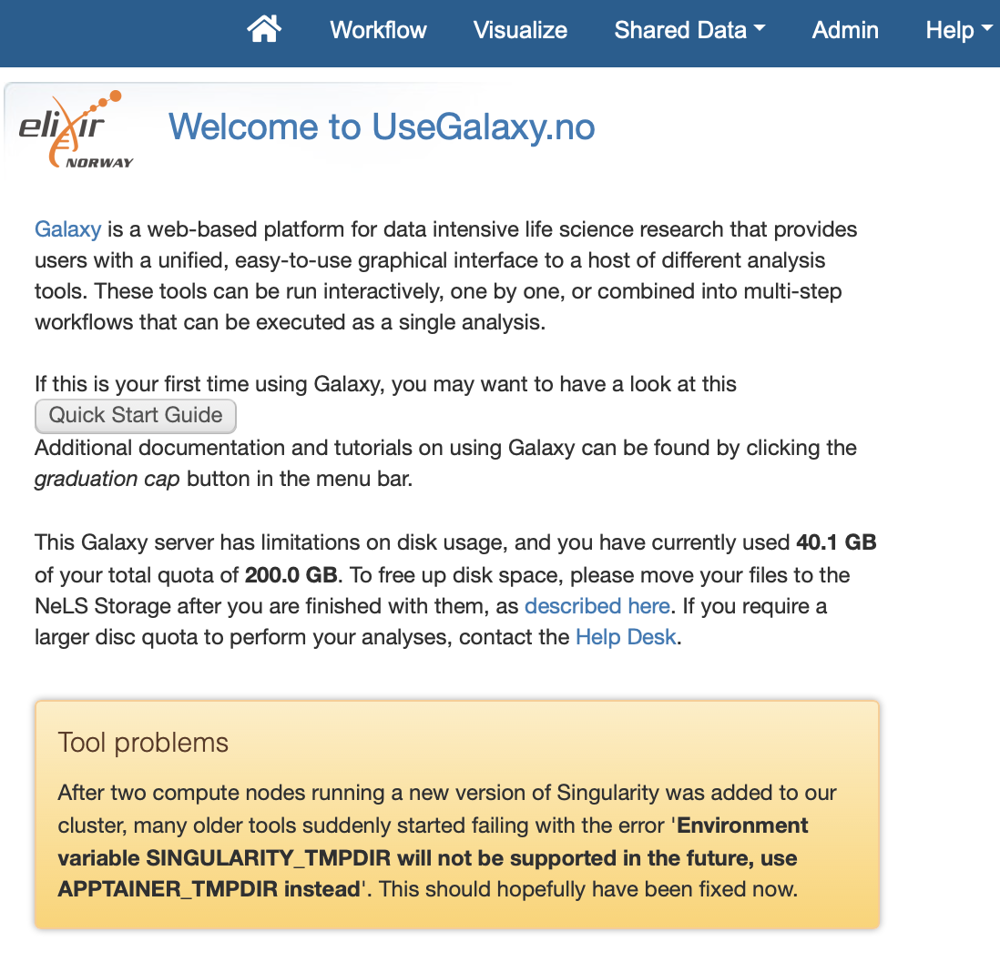 Workflow Visualize Shared Data Admin Help
elixir
NORWAY
Welcome to UseGalaxy.no
Galaxy is a web-based platform for data intensive life science research that provides
users with a unified, easy-to-use graphical interface to a host of different analysis
tools. These tools can be run interactively, one by one, or combined into multi-step
workflows that can be executed as a single analysis.
If this is your first time using Galaxy, you may want to have a look at this
Quick Start Guide
Additional documentation and tutorials on using Galaxy can be found by clicking the
graduation cap button in the menu bar.
This Galaxy server has limitations on disk usage, and you have currently used 40.1 GB
of your total quota of 200.0 GB. To free up disk space, please move your files to the
NeLS Storage after you are finished with them, as described here. If you require a
larger disc quota to perform your analyses, contact the Help Desk.
Tool problems
After two compute nodes running a new version of Singularity was added to our
cluster, many older tools suddenly started failing with the error 'Environment
variable SINGULARITY_TMPDIR will not be supported in the future, use
APPTAINER_TMPDIR instead'. This should hopefully have been fixed now.